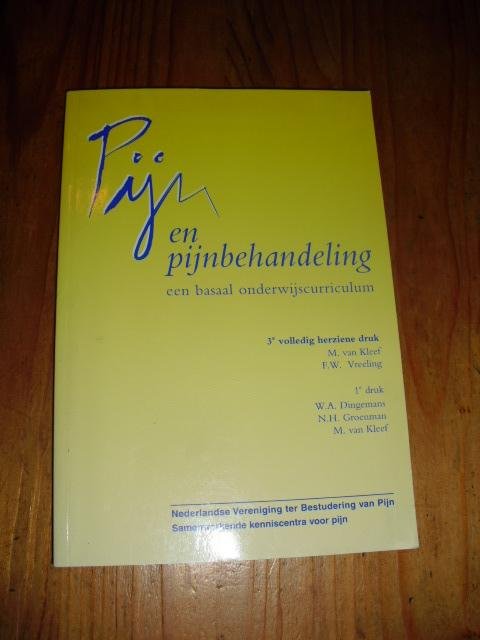 Pijn
en
pijnbehandeling
een basaal onderwijscurriculum
3e volledig herziene druk
M. van Kleef
F.W. Vreeling
1e druk
W.A. Dingemans
N.H. Groenman
M. van Kleef
Nederlandse Vereniging ter Bestudering van Pijn
Samenwerkende kenniscentra voor pijn